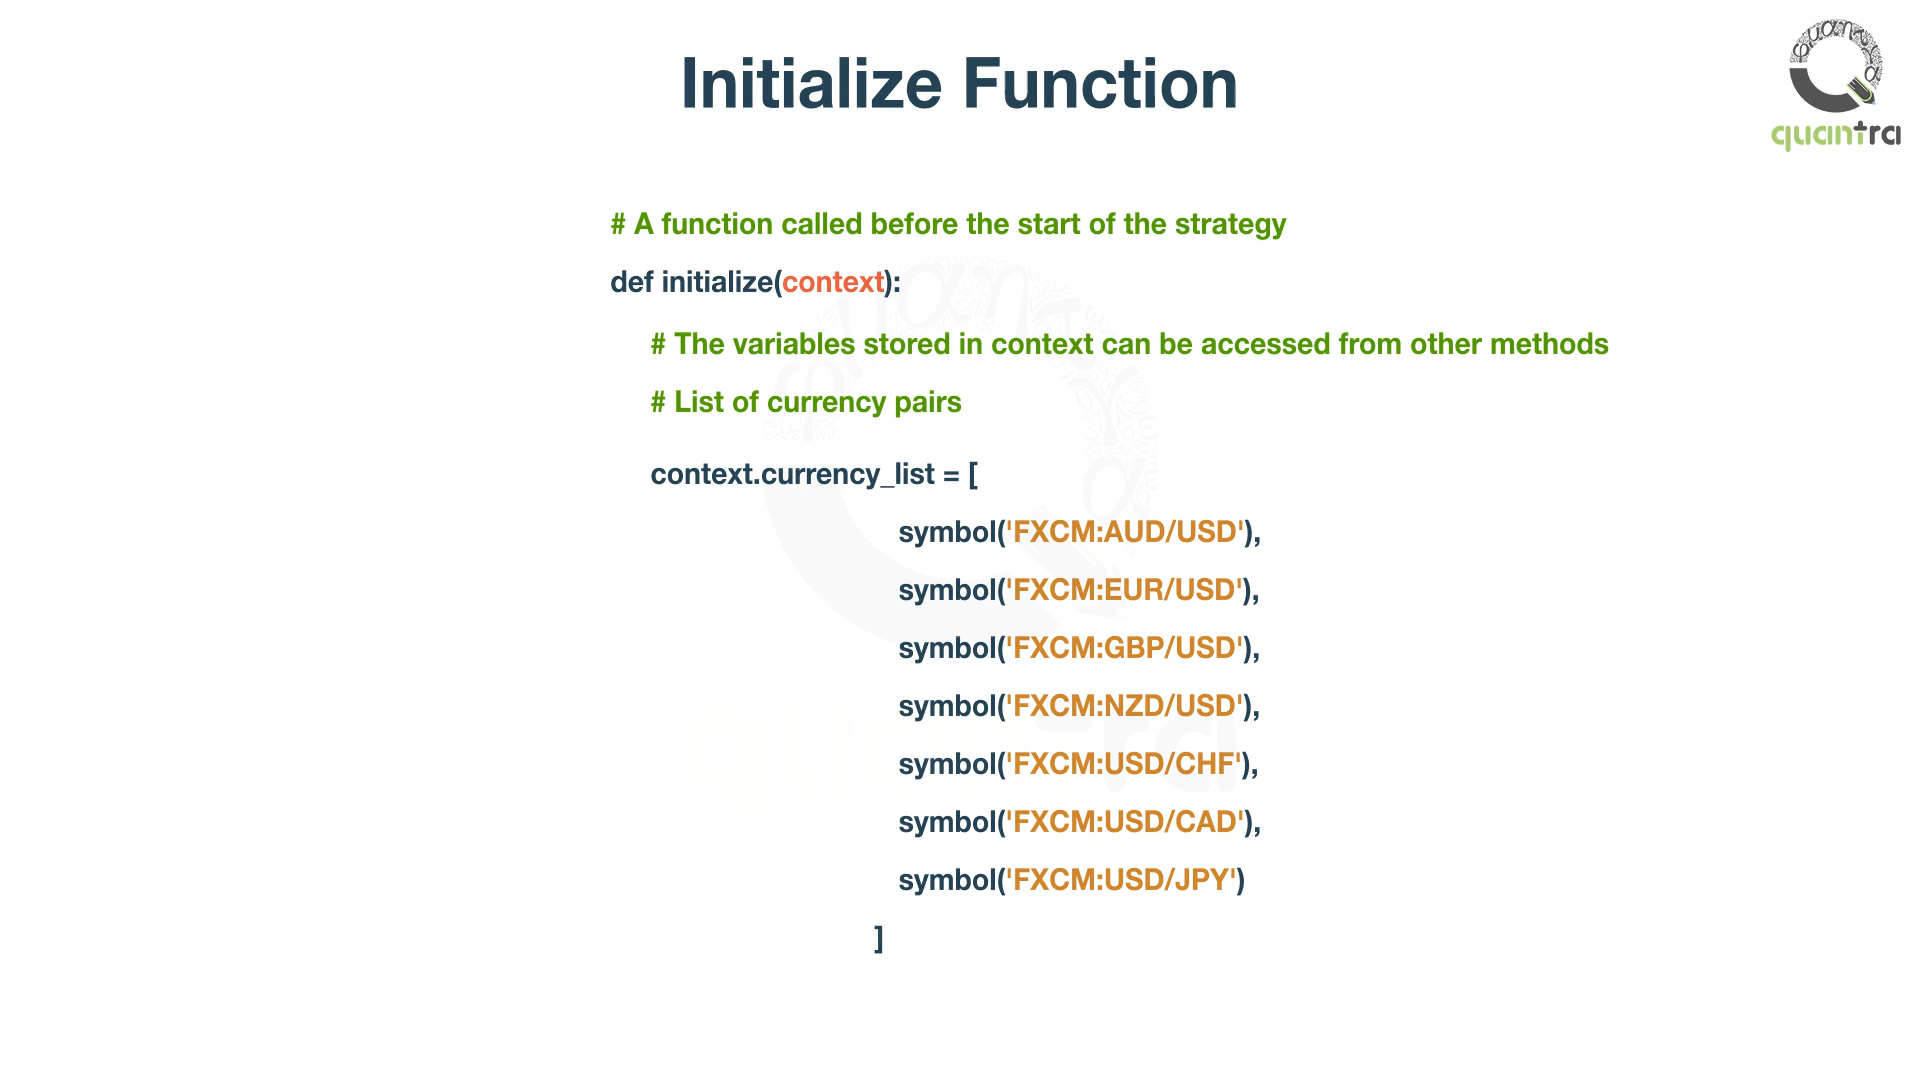 Initialize Function
quantra
# A function called before the start of the strategy
def initialize(context):
# The variables stored in context can be accessed from other methods
# List of currency pairs
context.currency_list = [
symbol('FXCM:AUD/USD'),
symbol('FXCM:EUR/USD'),
symbol('FXCM:GBP/USD'),
symbol('FXCM:NZD/USD'),
symbol('FXCM:USD/CHF'),
symbol('FXCM:USD/CAD'),
symbol('FXCM:USD/JPY')
]